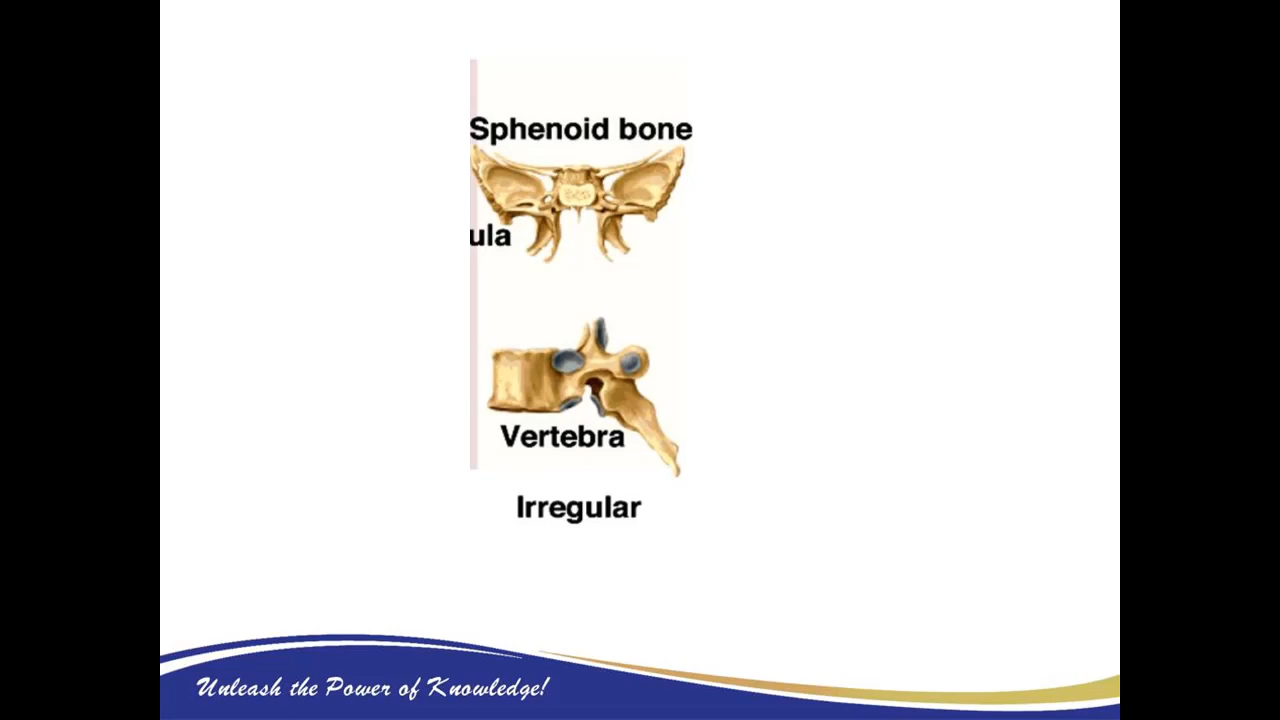 Sphenoid bone
ula
Vertebra
Irregular
Unleash the Power of Knowledge!